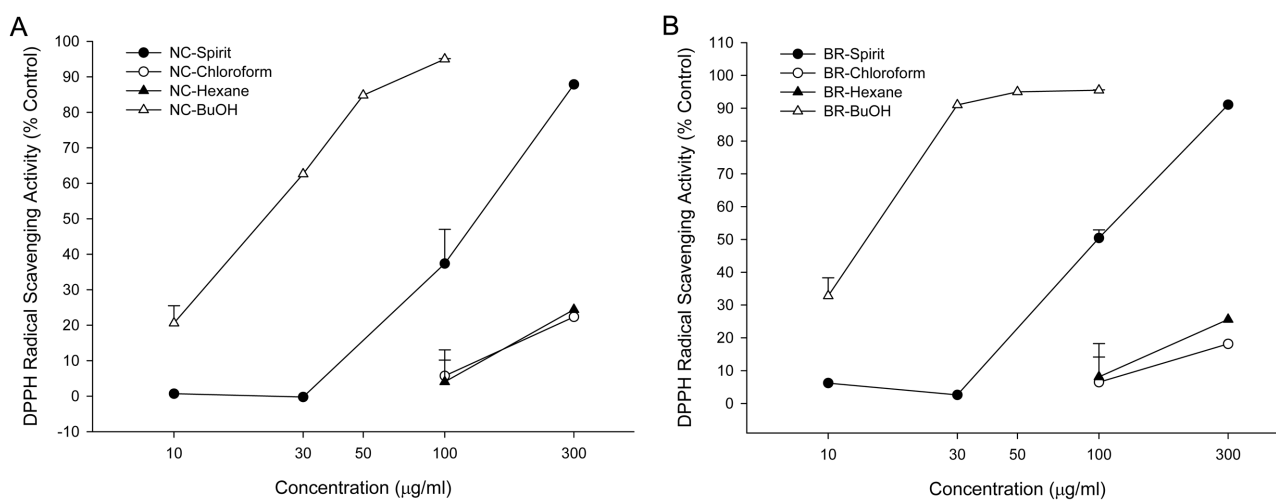 A
DPPH Radical Scavenging Activity (% Control)
100
90
80
70
60
50
40
30
20
10
0
-10
NC-Spirit
NC-Chloroform
NC-Hexane
NC-BuOH
10
30
50
100
300
Concentration (μg/ml)
B
DPPH Radical Scavenging Activity (% Control)
110
100
90
80
70
60
50
40
30
20
10
0
BR-Spirit
BR-Chloroform
BR-Hexane
BR-BuOH
10
30
50
100
300
Concentration (μg/ml)